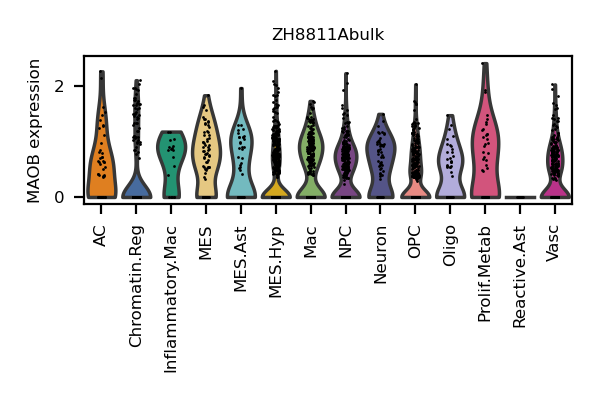 ZH8811Abulk
MAOB expression
2
0
AC
Chromatin.Reg
Inflammatory.Mac
MES
MES.Ast
MES.Hyp
Mac
NPC
Neuron
OPC
Oligo
Prolif.Metab
Reactive.Ast
Vasc